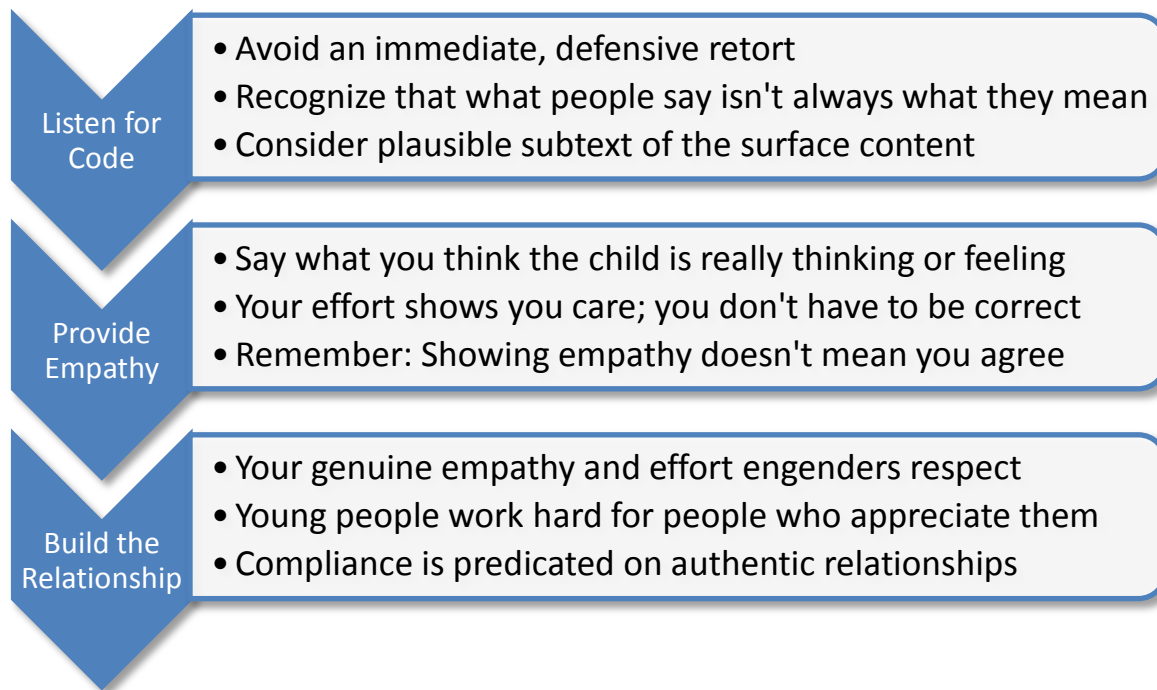 Listen for
Code
• Avoid an immediate, defensive retort
• Recognize that what people say isn't always what they mean
• Consider plausible subtext of the surface content
Provide
Empathy
• Say what you think the child is really thinking or feeling
• Your effort shows you care; you don't have to be correct
• Remember: Showing empathy doesn't mean you agree
Build the
Relationship
• Your genuine empathy and effort engenders respect
• Young people work hard for people who appreciate them
• Compliance is predicated on authentic relationships